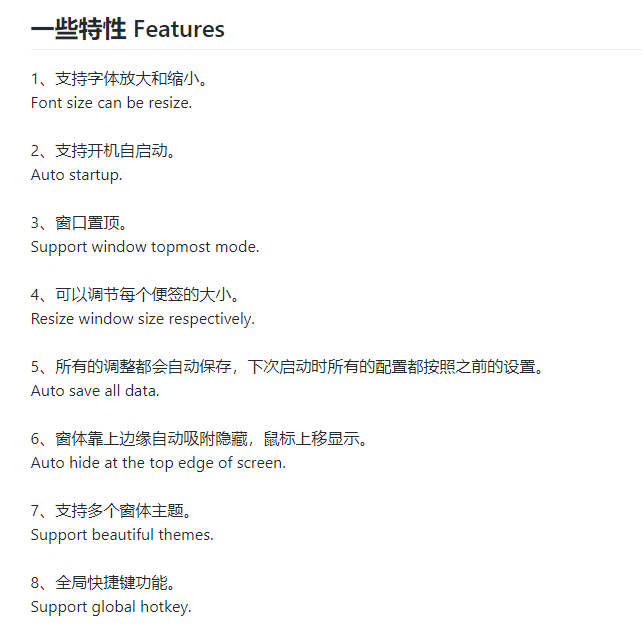 一些特性 Features
1、支持字体放大和缩小。
Font size can be resize.
2、支持开机自启动。
Auto startup.
3、窗口置顶。
Support window topmost mode.
4、可以调节每个便签的大小。
Resize window size respectively.
5、所有的调整都会自动保存，下次启动时所有的配置都按照之前的设置。
Auto save all data.
6、窗体靠上边缘自动吸附隐藏，鼠标上移显示。
Auto hide at the top edge of screen.
7、支持多个窗体主题。
Support beautiful themes.
8、全局快捷键功能。
Support global hotkey.